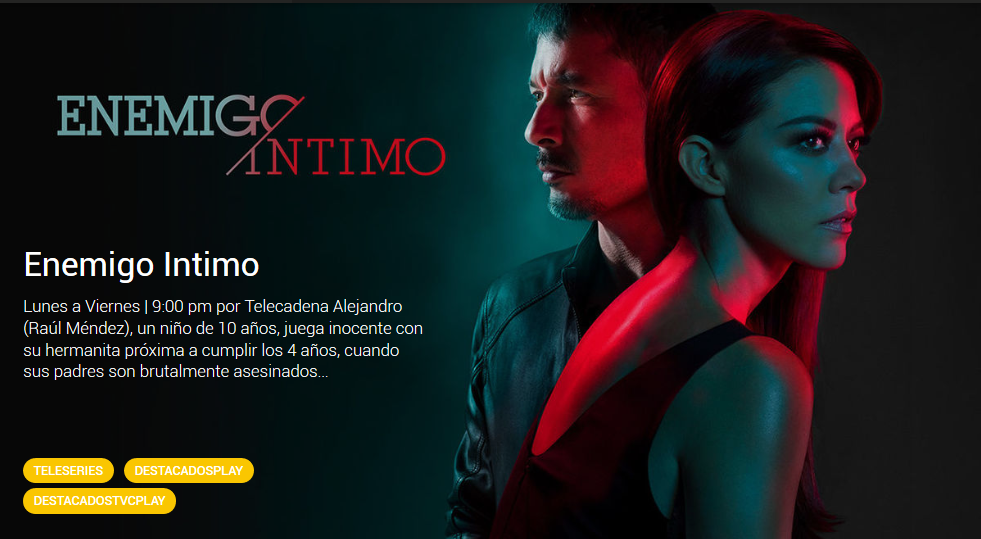 ENEMIGO
INTIMO
Enemigo Intimo
Lunes a Viernes | 9:00 pm por Telecadena Alejandro
(Raúl Méndez), un niño de 10 años, juega inocente con
su hermanita próxima a cumplir los 4 años, cuando
sus padres son brutalmente asesinados...
TELESERIES DESTACADOSPLAY
DESTACADOSTVCPLAY